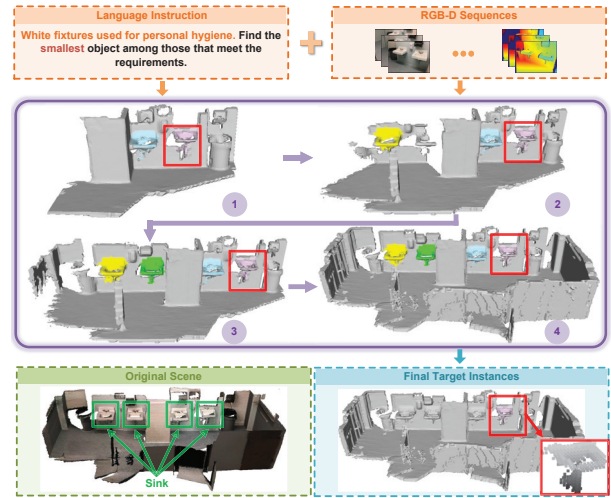 Language Instruction
White fixtures used for personal hygiene. Find the
smallest object among those that meet the
requirements.
RGB-D Sequences
1
2
3
4
Original Scene
Sink
Final Target Instances